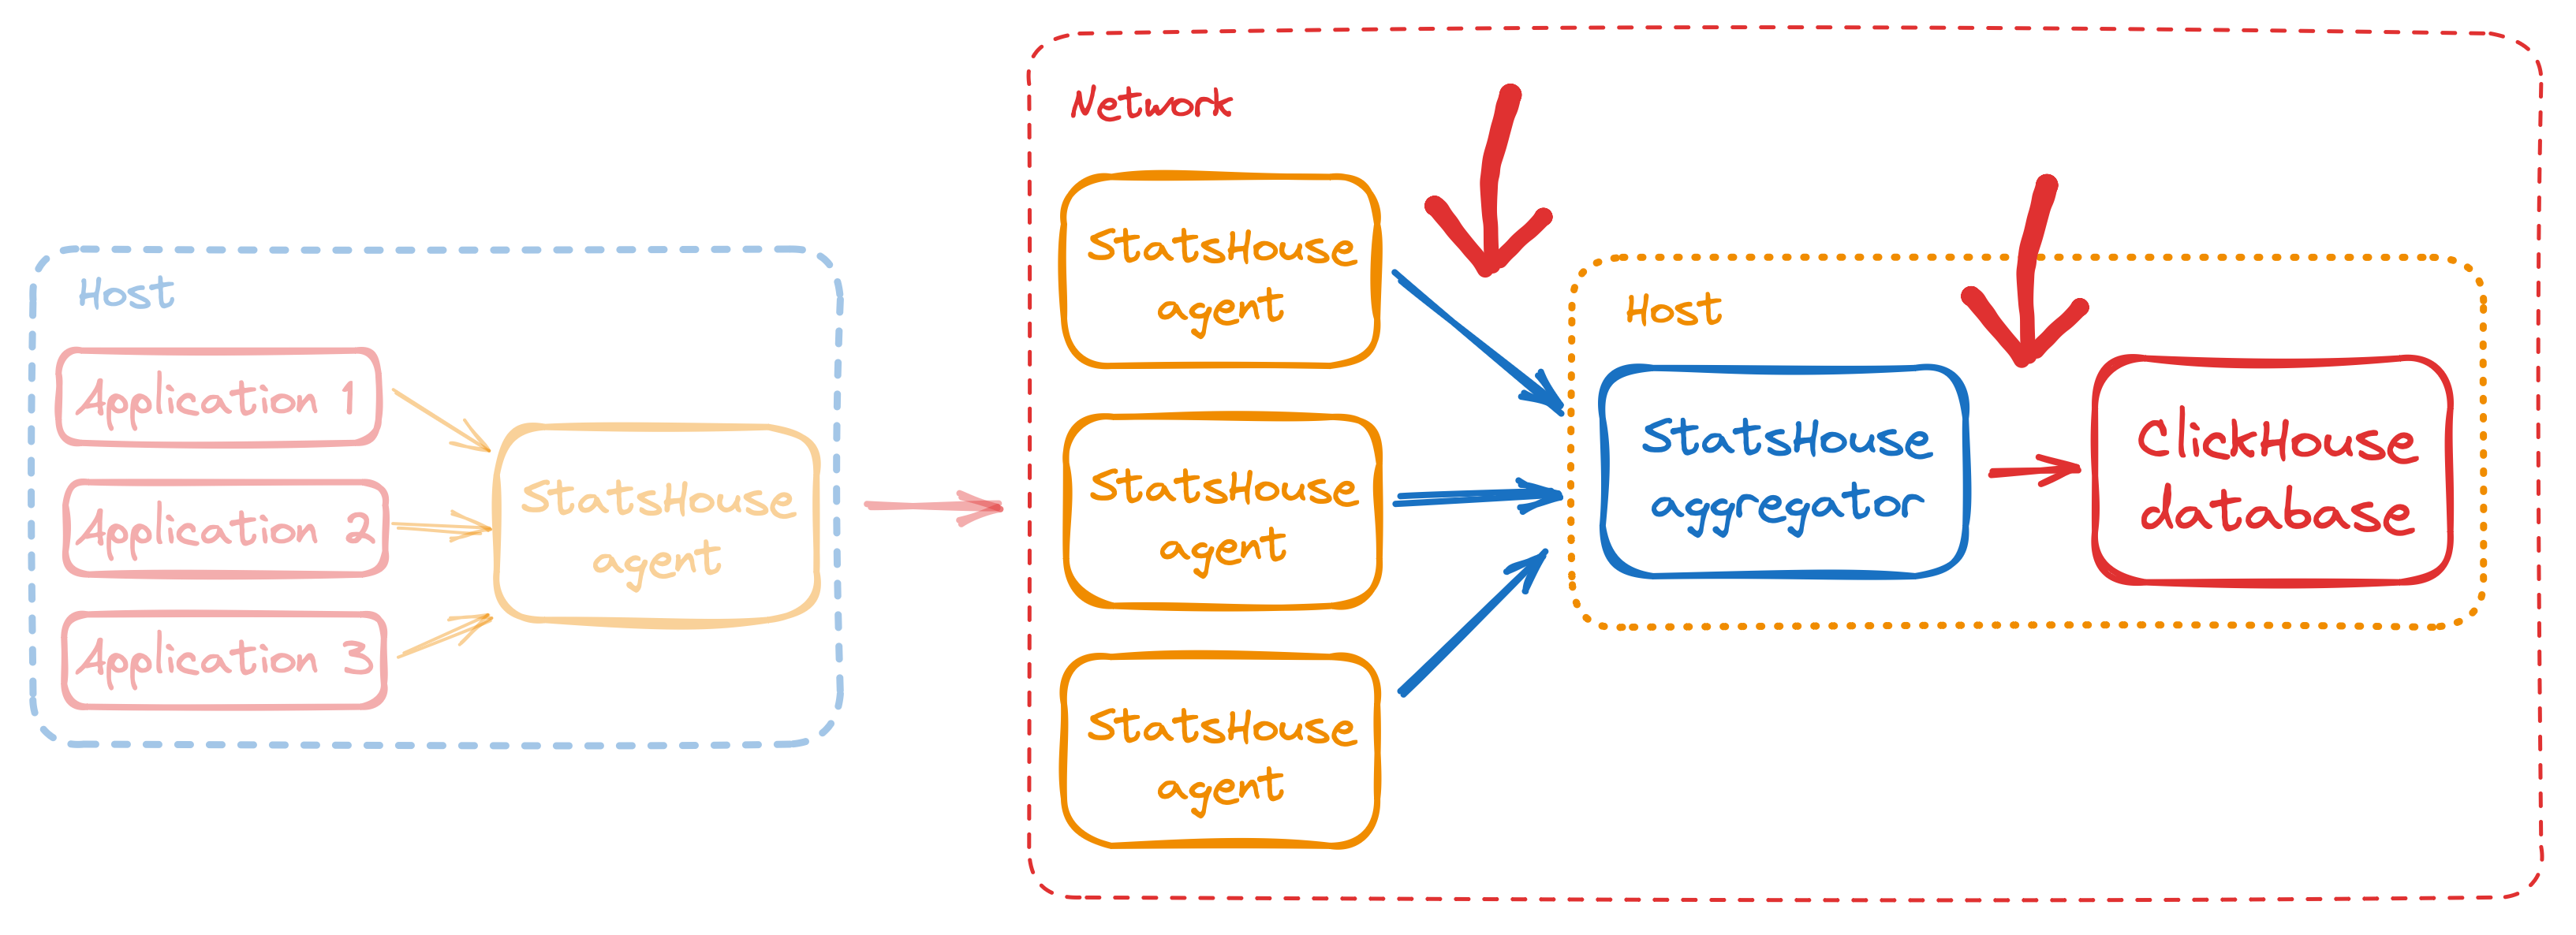 Host
Application 1
Application 2
Application 3
StatsHouse
agent
Network
StatsHouse
agent
StatsHouse
agent
StatsHouse
agent
Host
StatsHouse
aggregator
ClickHouse
database